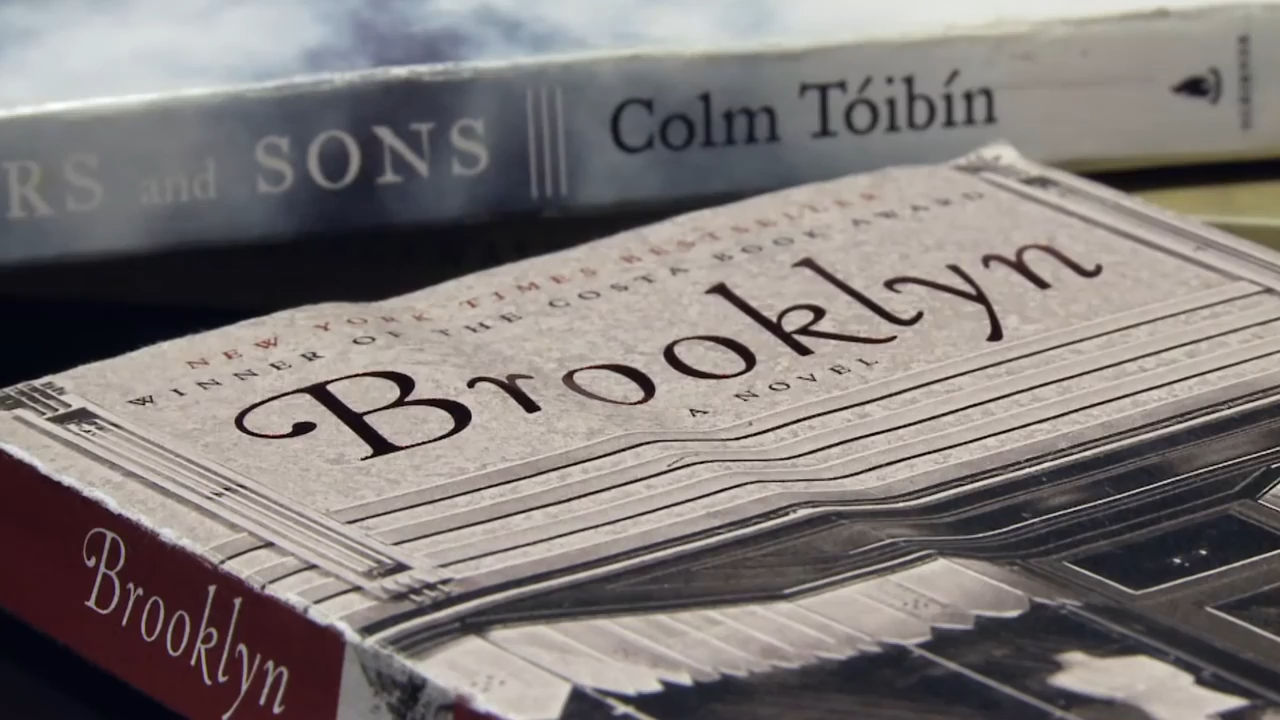 RS and SONS Colm Tóibín
NEW YORK TIMES BESTSELLER
WINNER OF THE COSTA BOOK AWARD
Brooklyn
A NOVEL
Brooklyn